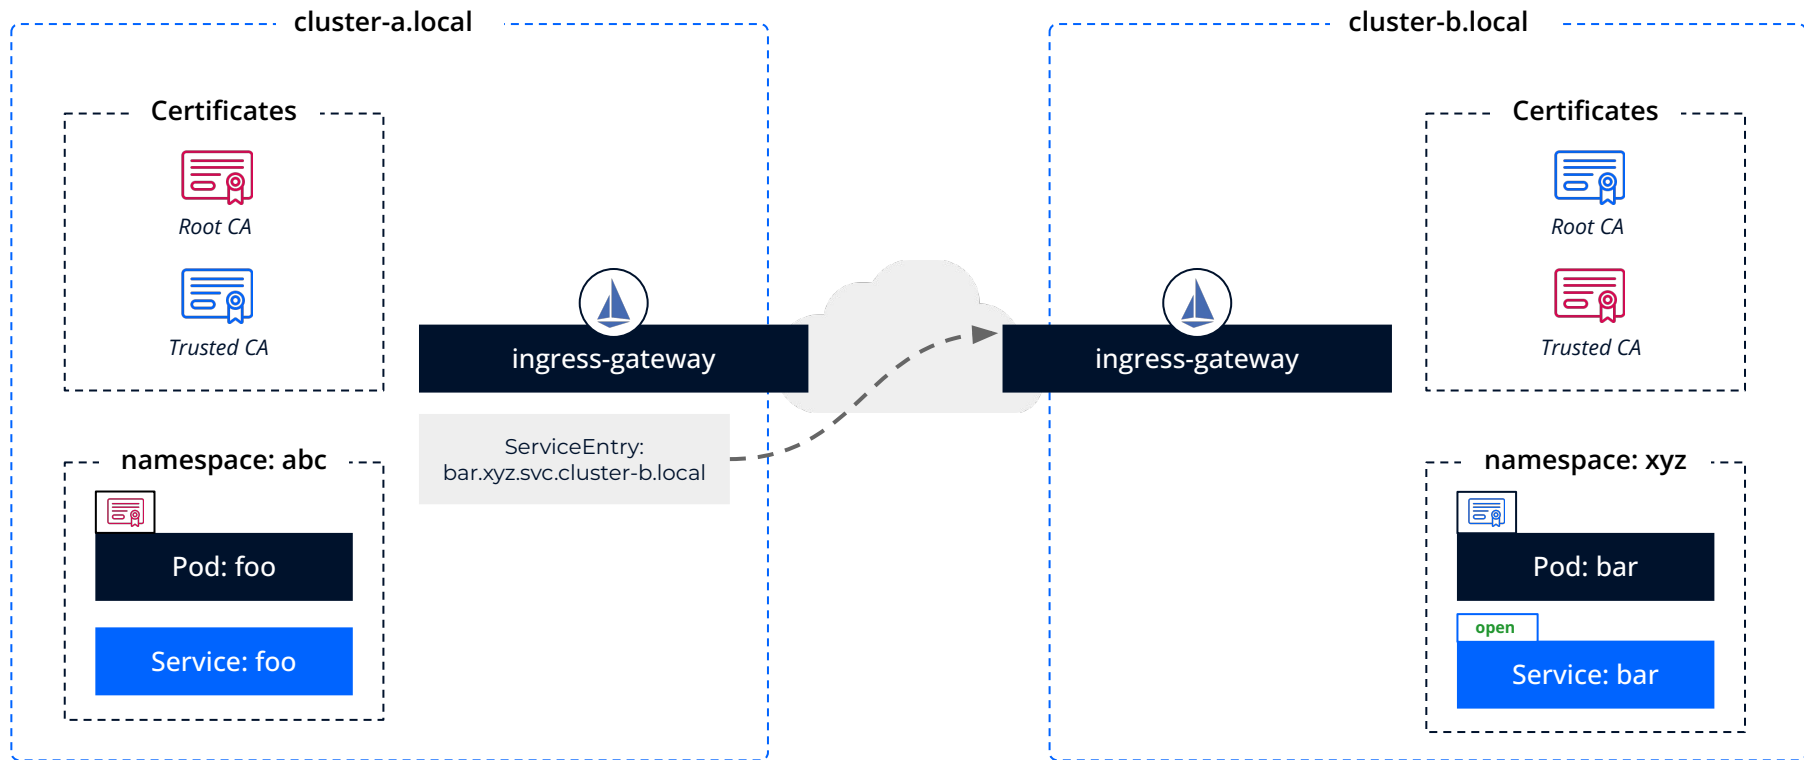 cluster-a.local
Certificates
Root CA
Trusted CA
ingress-gateway
ServiceEntry:
bar.xyz.svc.cluster-b.local
namespace: abc
Pod: foo
Service: foo
cluster-b.local
ingress-gateway
Certificates
Root CA
Trusted CA
namespace: xyz
Pod: bar
open
Service: bar